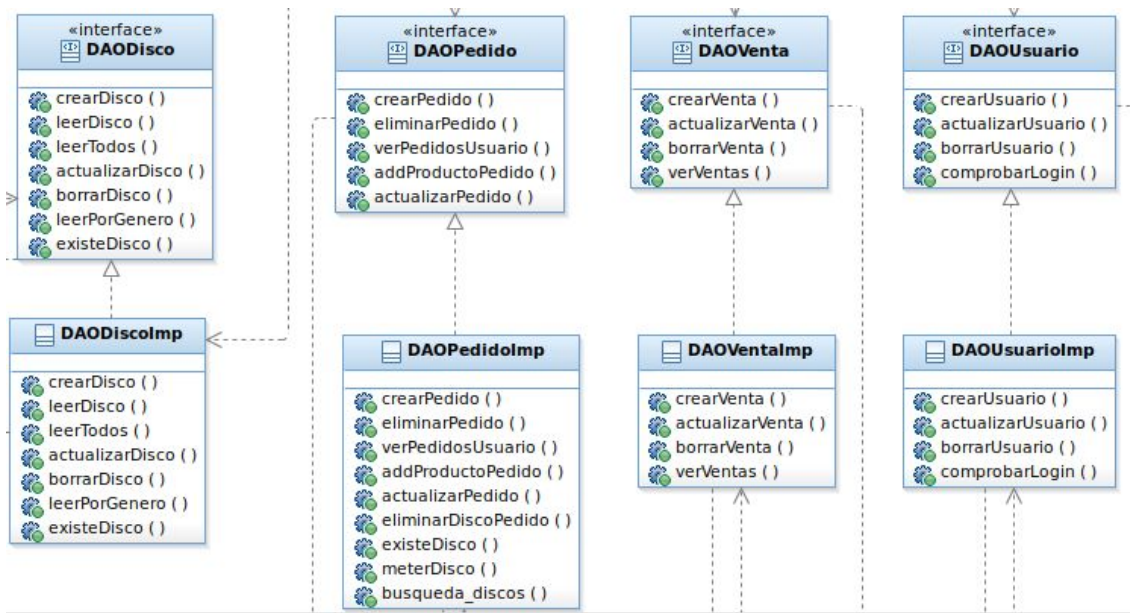 «interface»
DAODisco
crearDisco ( )
leerDisco ( )
leerTodos ( )
actualizarDisco ( )
borrarDisco ( )
leerPorGenero ( )
existeDisco ( )
«interface»
DAOPedido
crearPedido ( )
eliminarPedido ( )
verPedidosUsuario ( )
addProductoPedido ( )
actualizarPedido ( )
«interface»
DAOVenta
crearVenta ( )
actualizarVenta ( )
borrarVenta ( )
verVentas ( )
«interface»
DAOUsuario
crearUsuario ( )
actualizarUsuario ( )
borrarUsuario ( )
comprobarLogin ( )
DAODiscoImp
crearDisco ( )
leerDisco ( )
leerTodos ( )
actualizarDisco ( )
borrarDisco ( )
leerPorGenero ( )
existeDisco ( )
DAOPedidoImp
crearPedido ( )
eliminarPedido ( )
verPedidosUsuario ( )
addProductoPedido ( )
actualizarPedido ( )
eliminarDiscoPedido ( )
existeDisco ( )
meterDisco ( )
busqueda_discos ( )
DAOVentaImp
crearVenta ( )
actualizarVenta ( )
borrarVenta ( )
verVentas ( )
DAOUsuarioImp
crearUsuario ( )
actualizarUsuario ( )
borrarUsuario ( )
comprobarLogin ( )